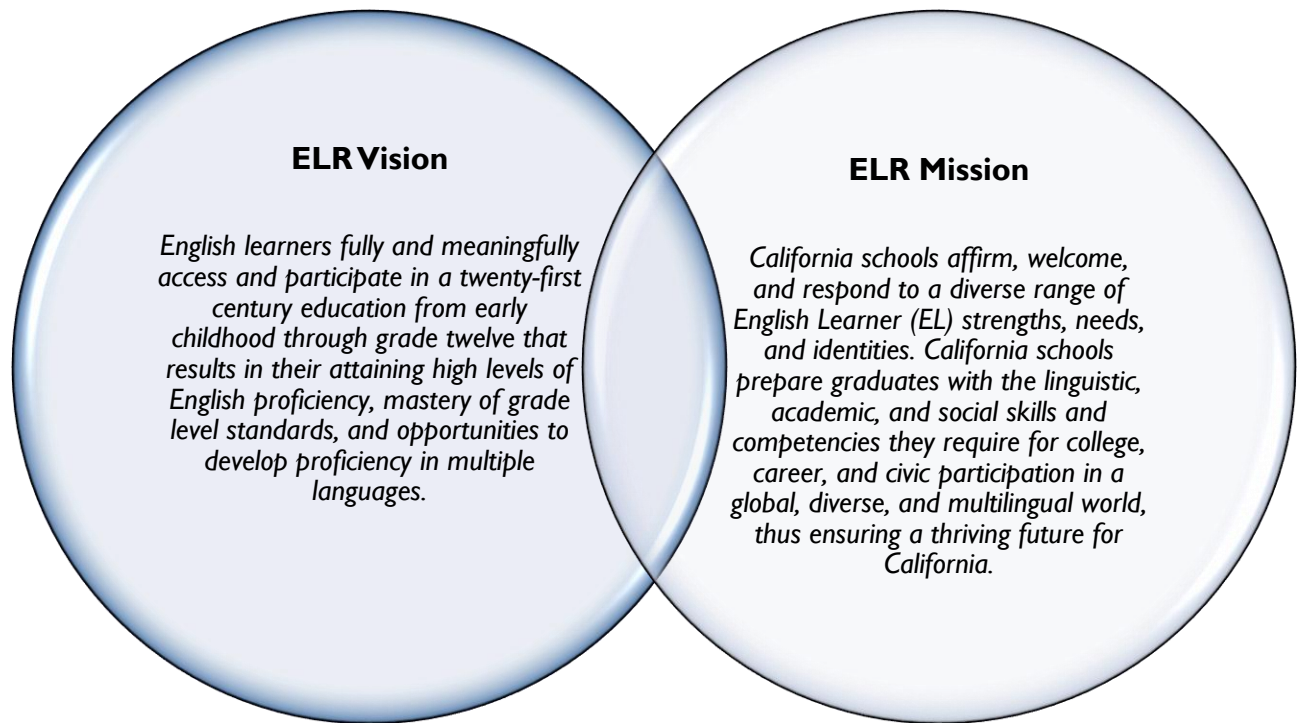 ELR Vision
English learners fully and meaningfully
access and participate in a twenty-first
century education from early
childhood through grade twelve that
results in their attaining high levels of
English proficiency, mastery of grade
level standards, and opportunities to
develop proficiency in multiple
languages.
ELR Mission
California schools affirm, welcome,
and respond to a diverse range of
English Learner (EL) strengths, needs,
and identities. California schools
prepare graduates with the linguistic,
academic, and social skills and
competencies they require for college,
career, and civic participation in a
global, diverse, and multilingual world,
thus ensuring a thriving future for
California.